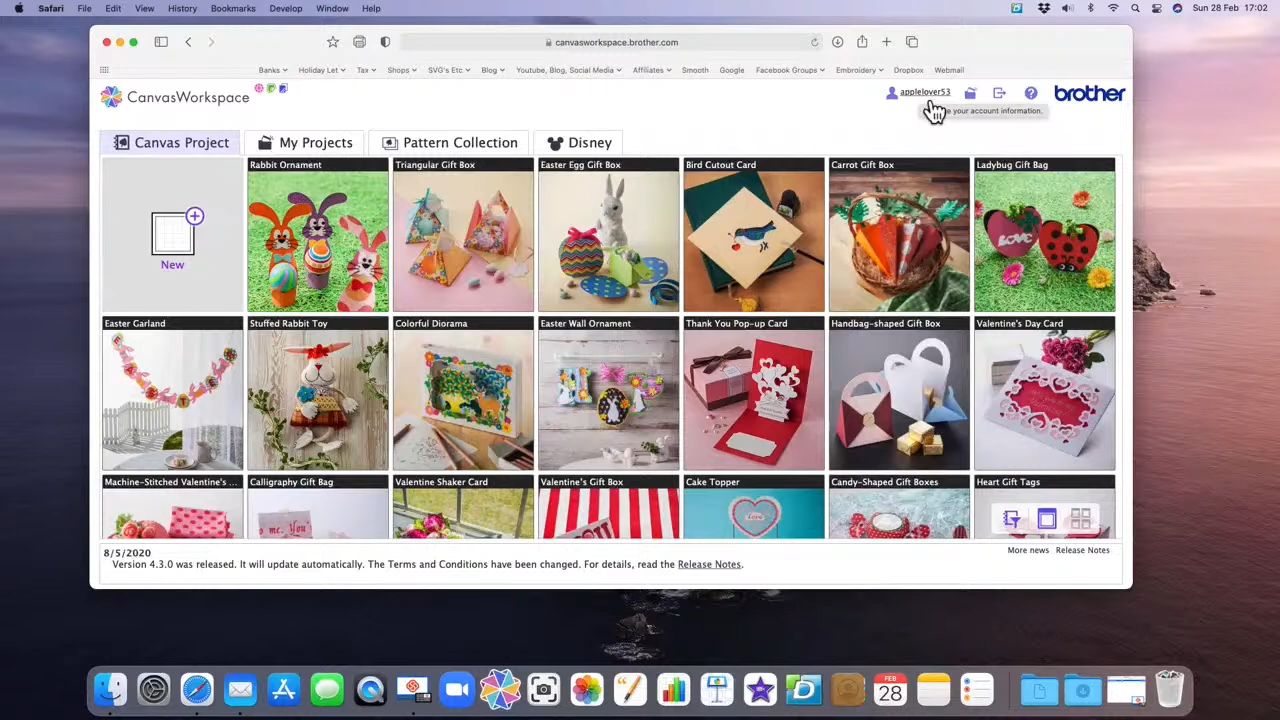 Safari File Edit View History Bookmarks Develop Window Help Sun 28 Feb 17:02
canvasworkspace.brother.com
Banks Holiday Let Tax Shops SVG's Etc Blog Youtube, Blog, Social Media Affiliates Smooth Google Facebook Groups Embroidery Dropbox Webmail
CanvasWorkspace applelover53 brother
your account information.
Canvas Project My Projects Pattern Collection Disney
Rabbit Ornament Triangular Gift Box Easter Egg Gift Box Bird Cutout Card Carrot Gift Box Ladybug Gift Bag
LOVE
New
Easter Garland Stuffed Rabbit Toy Colorful Diorama Easter Wall Ornament Thank You Pop-up Card Handbag-shaped Gift Box Valentine's Day Card
Machine-Stitched Valentine's ... Calligraphy Gift Bag Valentine Shaker Card Valentine's Gift Box Cake Topper Candy-Shaped Gift Boxes Heart Gift Tags
love
to me. You'
8/5/2020 More news Release Notes
Version 4.3.0 was released. It will update automatically. The Terms and Conditions have been changed. For details, read the Release Notes.
FEB
28